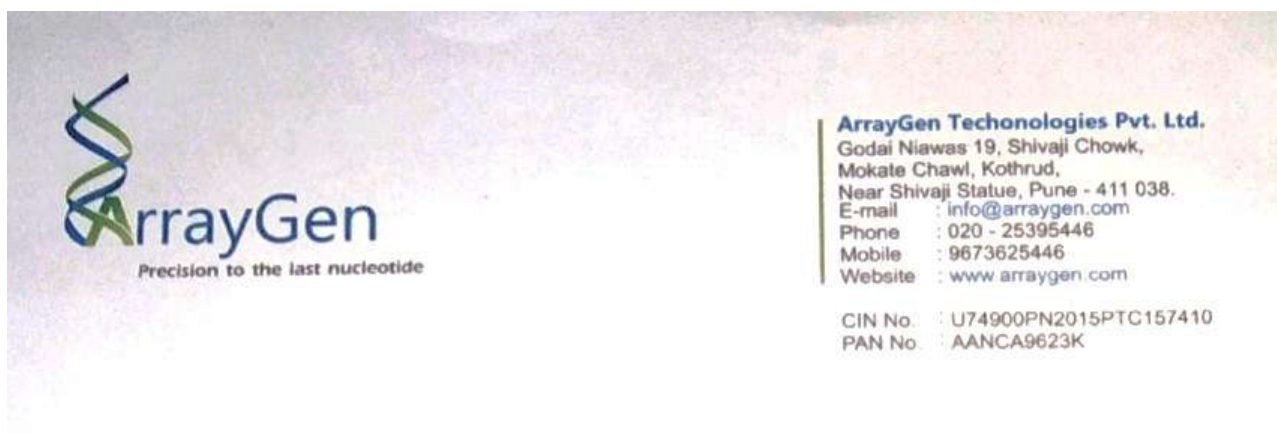 ArrayGen
Precision to the last nucleotide
ArrayGen Techonologies Pvt. Ltd.
Godai Niawas 19, Shivaji Chowk,
Mokate Chawl, Kothrud,
Near Shivaji Statue, Pune - 411 038.
E-mail : info@arraygen.com
Phone : 020 - 25395446
Mobile : 9673625446
Website : www.arraygen.com
CIN No. : U74900PN2015PTC157410
PAN No. : AANCA9623K